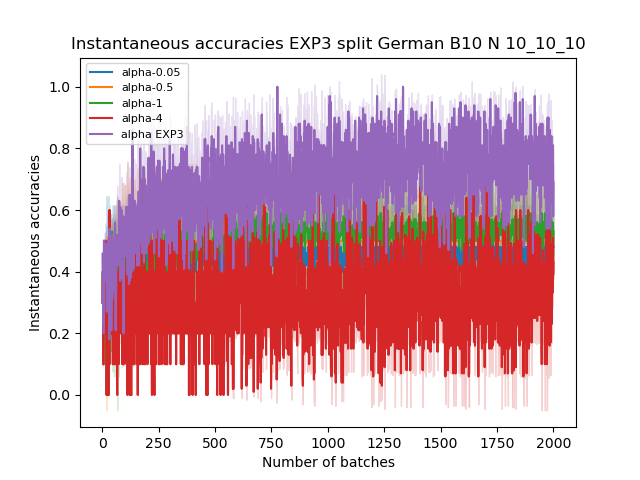 Instantaneous accuracies EXP3 split German B10 N 10_10_10
alpha-0.05
alpha-0.5
alpha-1
alpha-4
alpha EXP3
1.0
0.8
0.6
0.4
0.2
0.0
Instantaneous accuracies
0 250 500 750 1000 1250 1500 1750 2000
Number of batches